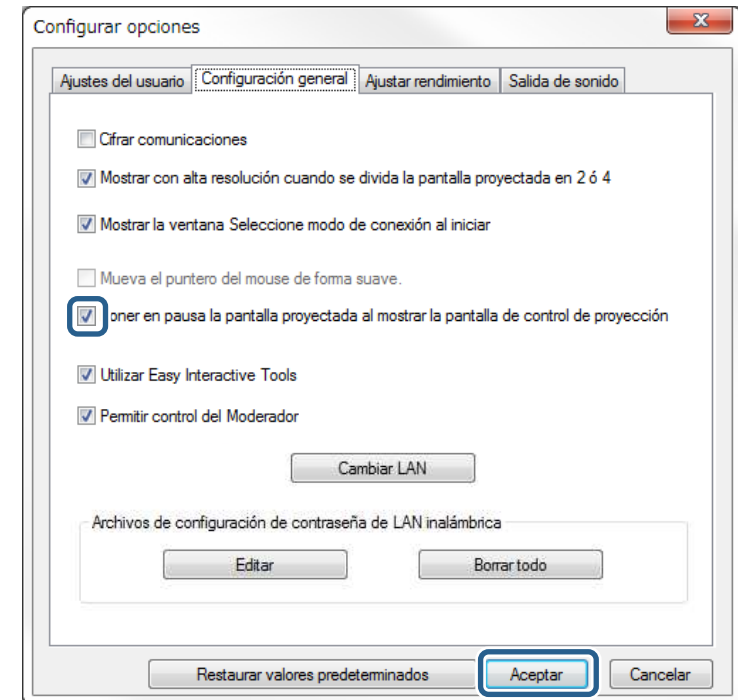 Configurar opciones
Ajustes del usuario Configuración general Ajustar rendimiento Salida de sonido
Cifrar comunicaciones
Mostrar con alta resolución cuando se divida la pantalla proyectada en 2 ó 4
Mostrar la ventana Seleccione modo de conexión al iniciar
Mueva el puntero del mouse de forma suave.
oner en pausa la pantalla proyectada al mostrar la pantalla de control de proyección
Utilizar Easy Interactive Tools
Permitir control del Moderador
Cambiar LAN
Archivos de configuración de contraseña de LAN inalámbrica
Editar Borrar todo
Restaurar valores predeterminados Aceptar Cancelar